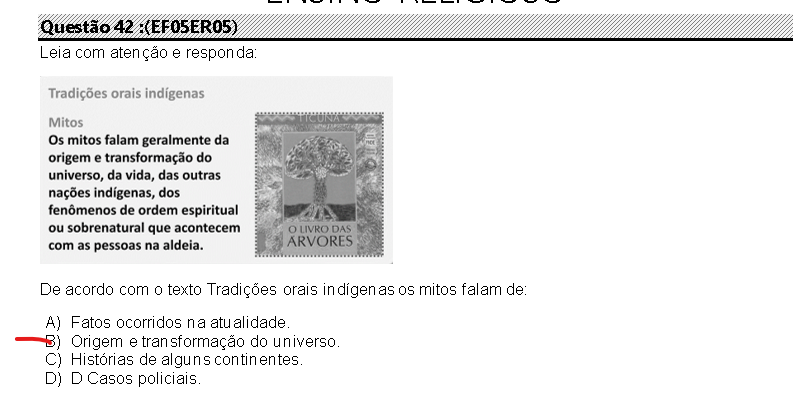 ENSINO RELIGIOSO
Questão 42 :(EF05ER05)
Leia com atenção e responda:
Tradições orais indígenas
Mitos
Os mitos falam geralmente da
origem e transformação do
universo, da vida, das outras
nações indígenas, dos
fenômenos de ordem espiritual
ou sobrenatural que acontecem
com as pessoas na aldeia.
TICUNA
O LIVRO DAS
ÁRVORES
De acordo com o texto Tradições orais indígenas os mitos falam de:
A) Fatos ocorridos na atualidade.
B) Origem e transformação do universo.
C) Histórias de alguns continentes.
D) D Casos policiais.